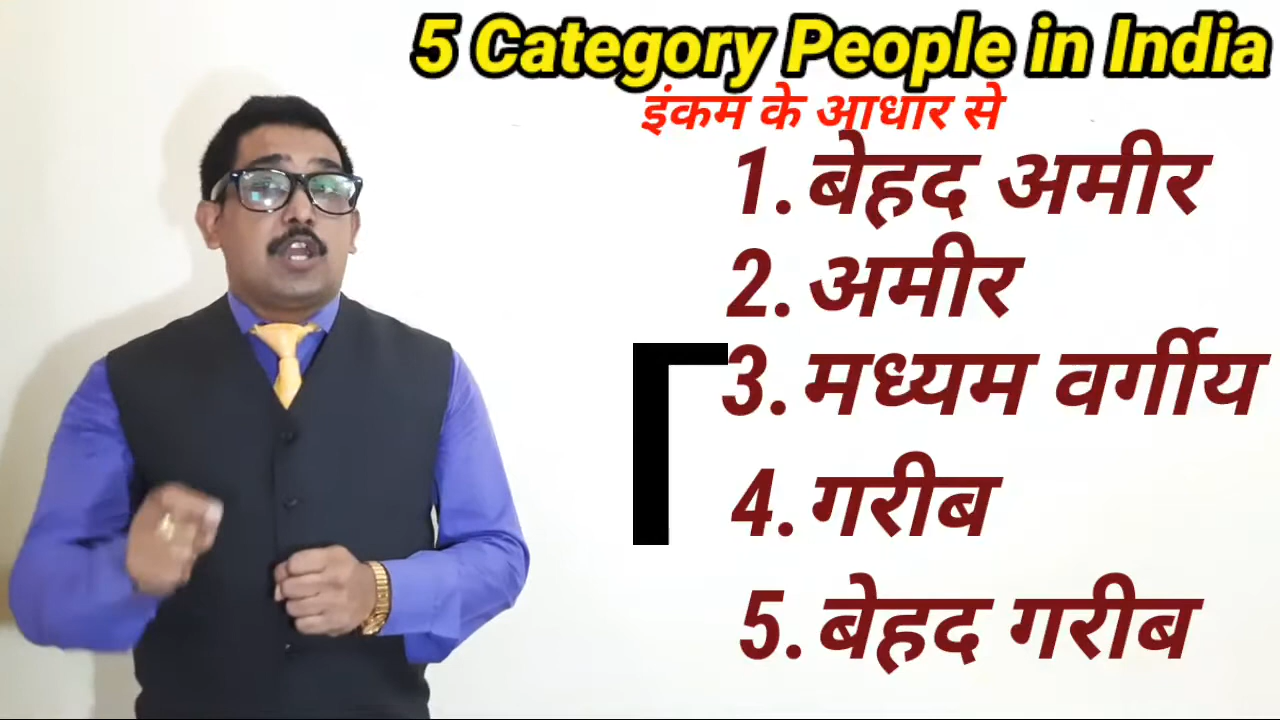 5 Category People in India
इंकम के आधार से
1. बेहद अमीर
2. अमीर
3. मध्यम वर्गीय
4. गरीब
5. बेहद गरीब